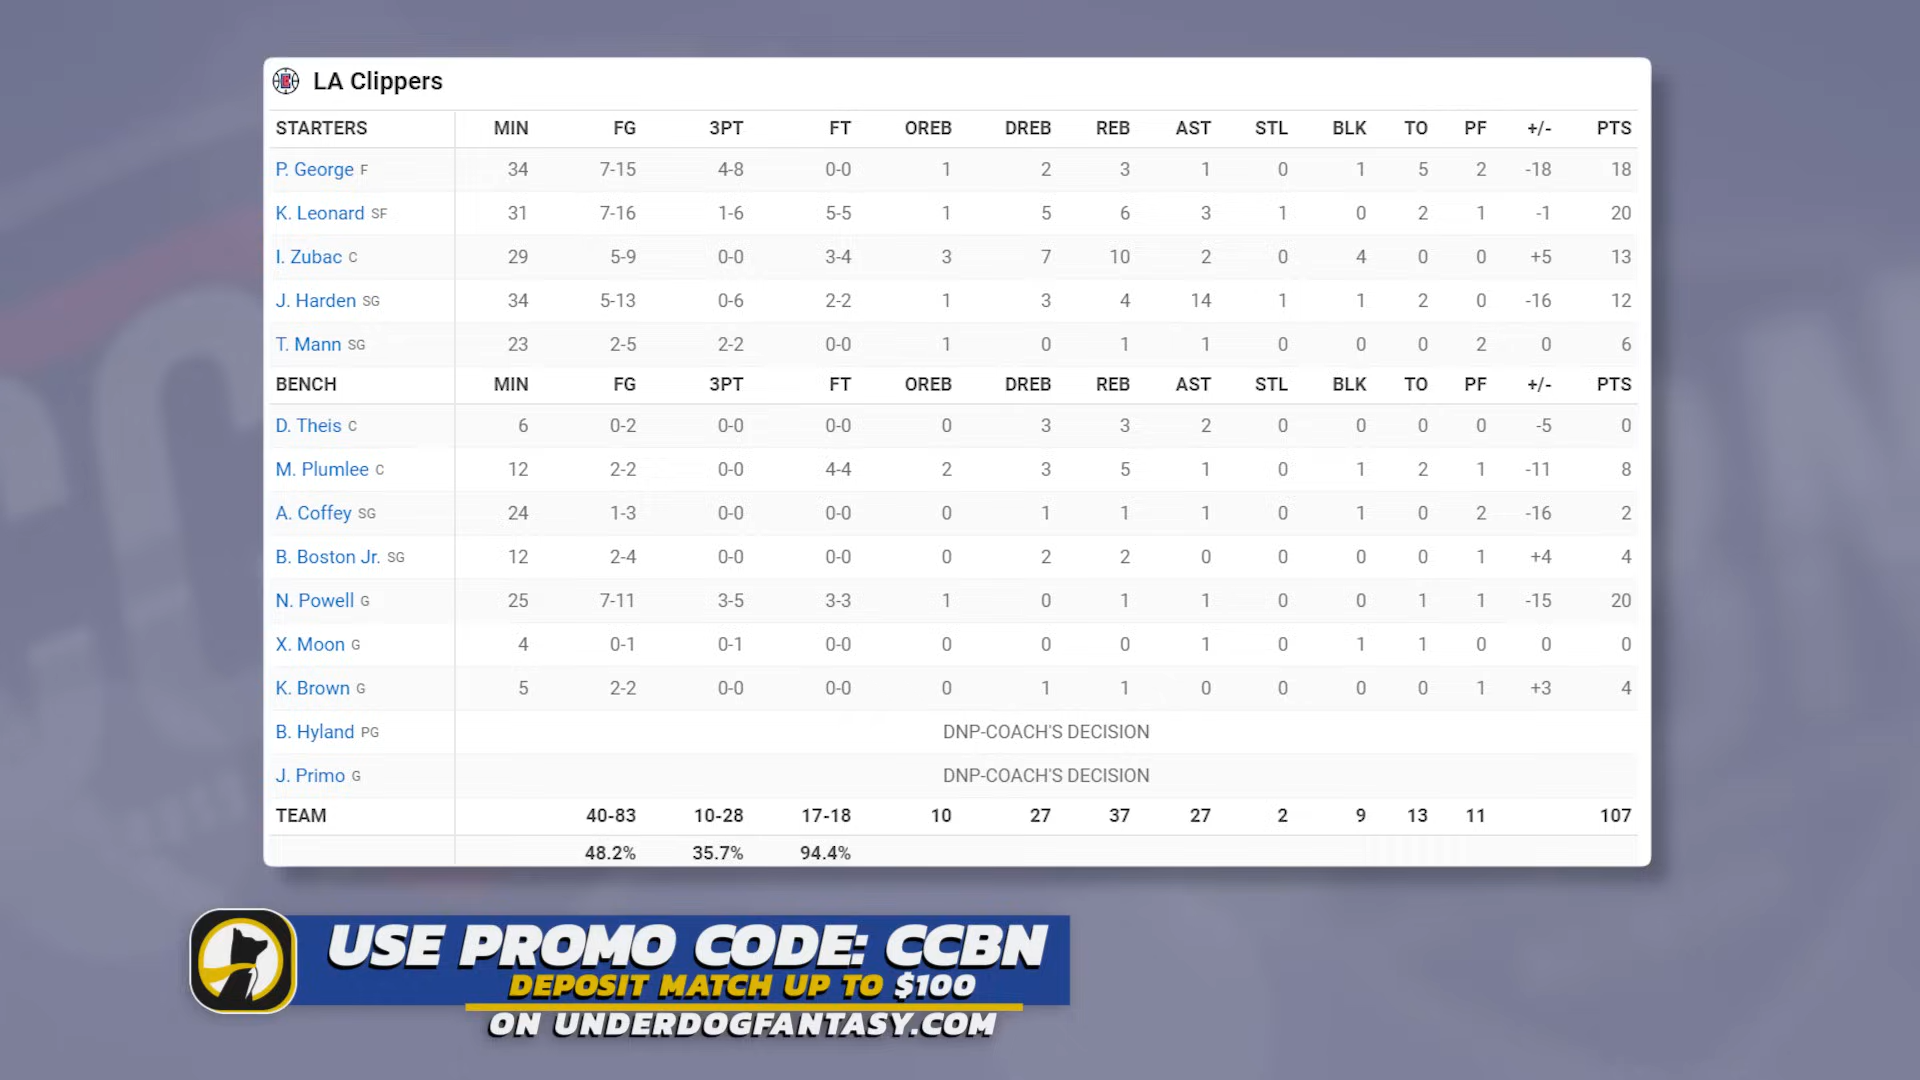 LA Clippers
STARTERS MIN FG 3PT FT OREB DREB REB AST STL BLK TO PF +/- PTS
P. George F 34 7-15 4-8 0-0 1 2 3 1 0 1 5 2 -18 18
K. Leonard SF 31 7-16 1-6 5-5 1 5 6 3 1 0 2 1 -1 20
I. Zubac C 29 5-9 0-0 3-4 3 7 10 2 0 4 0 0 +5 13
J. Harden SG 34 5-13 0-6 2-2 1 3 4 14 1 1 2 0 -16 12
T. Mann SG 23 2-5 2-2 0-0 1 0 1 1 0 0 0 2 0 6
BENCH MIN FG 3PT FT OREB DREB REB AST STL BLK TO PF +/- PTS
D. Theis C 6 0-2 0-0 0-0 0 3 3 2 0 0 0 0 -5 0
M. Plumlee C 12 2-2 0-0 4-4 2 3 5 1 0 1 2 1 -11 8
A. Coffey SG 24 1-3 0-0 0-0 0 1 1 1 0 1 0 2 -16 2
B. Boston Jr. SG 12 2-4 0-0 0-0 0 2 2 0 0 0 0 1 +4 4
N. Powell G 25 7-11 3-5 3-3 1 0 1 1 0 0 1 1 -15 20
X. Moon G 4 0-1 0-1 0-0 0 0 0 1 0 1 1 0 0 0
K. Brown G 5 2-2 0-0 0-0 0 1 1 0 0 0 0 1 +3 4
B. Hyland PG DNP-COACH'S DECISION
J. Primo G DNP-COACH'S DECISION
TEAM 40-83 10-28 17-18 10 27 37 27 2 9 13 11 107
48.2% 35.7% 94.4%
USE PROMO CODE: CCBN
DEPOSIT MATCH UP TO $100
ON UNDERDOGFANTASY.COM